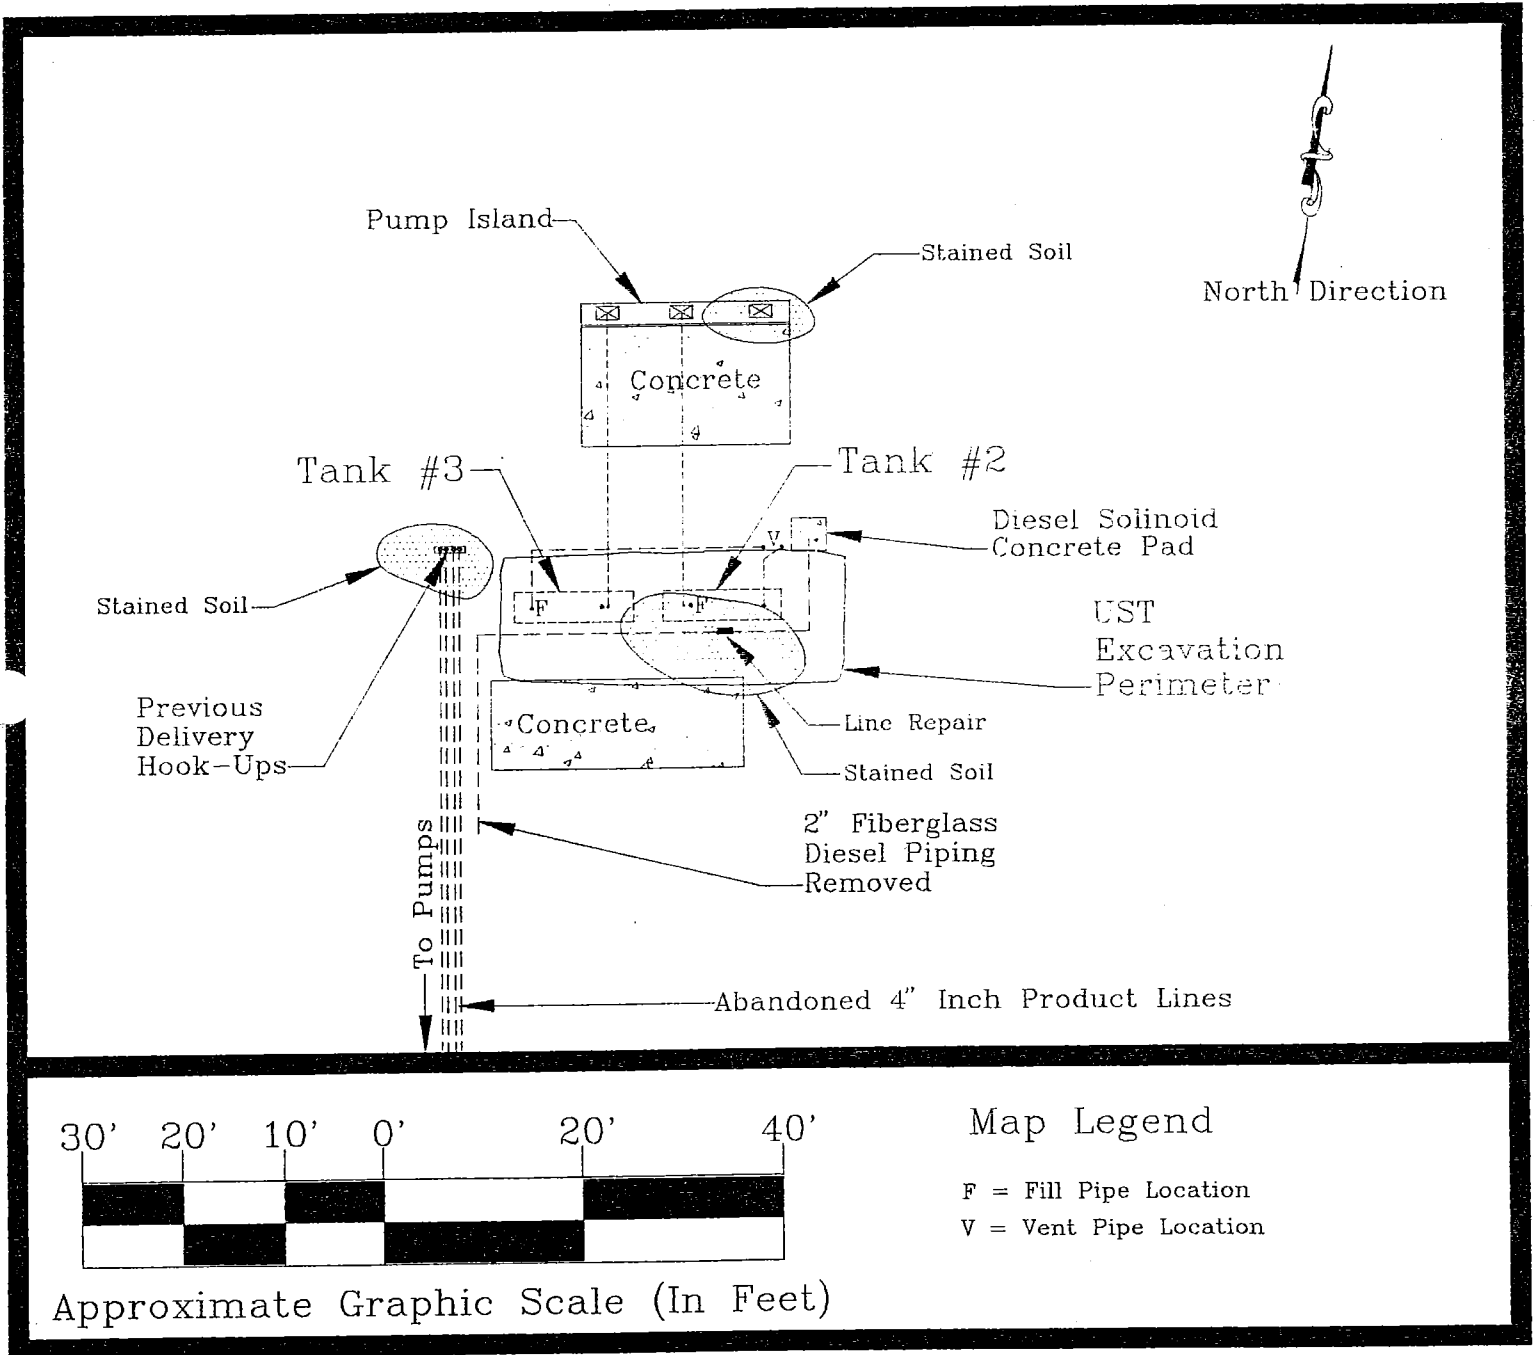 Pump Island
Stained Soil
North Direction
Concrete
Tank #3
Tank #2
Diesel Solinoid
Concrete Pad
V
F
F
Stained Soil
UST
Excavation
Perimeter
Previous
Delivery
Hook-Ups
Concrete
Line Repair
Stained Soil
2" Fiberglass
Diesel Piping
Removed
To Pumps
Abandoned 4" Inch Product Lines
30' 20' 10' 0' 20' 40'
Approximate Graphic Scale (In Feet)
Map Legend
F = Fill Pipe Location
V = Vent Pipe Location